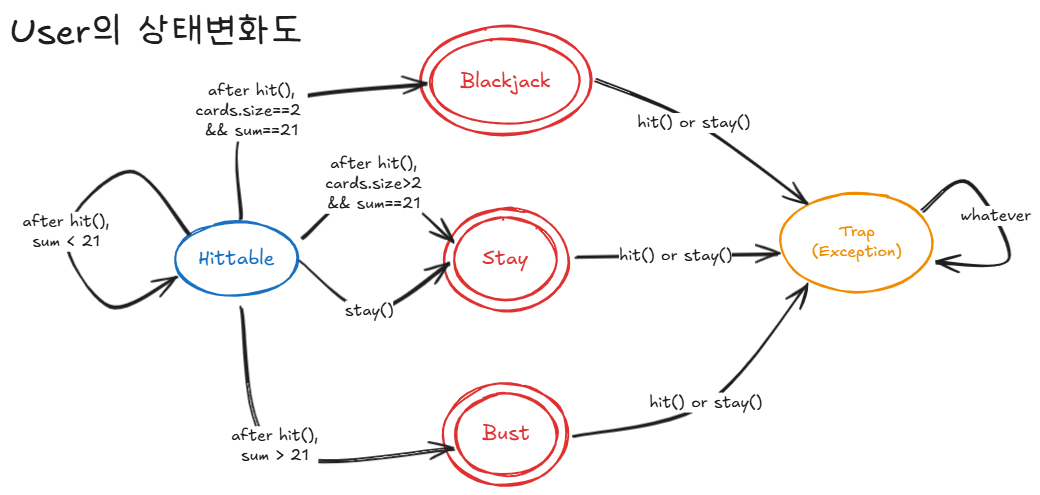 User의 상태변화도
after hit(),
cards.size==2
&& sum==21
Blackjack
hit() or stay()
after hit(),
cards.size>2
&& sum==21
after hit(),
sum < 21
Hittable
Stay
hit() or stay()
Trap
(Exception)
whatever
stay()
hit() or stay()
after hit(),
sum > 21
Bust